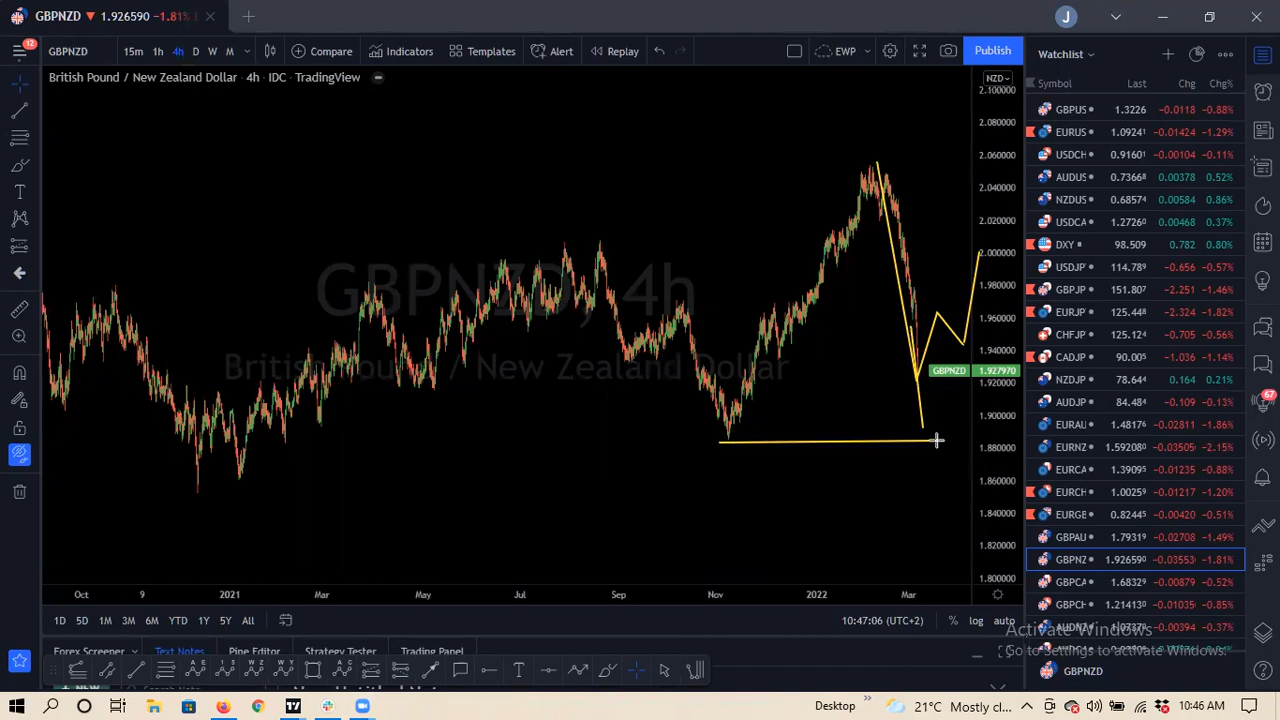 GBPNZD ▼ 1.926590 −1.81%
J
12
GBPNZD 15m 1h 4h D W M Compare Indicators Templates Alert Replay EWP Publish
British Pound / New Zealand Dollar · 4h · IDC · TradingView
NZD
GBPNZD, 4h
British Pound / New Zealand Dollar
2.100000
2.080000
2.060000
2.040000
2.020000
2.000000
1.980000
1.960000
1.940000
GBPNZD 1.927970
1.920000
1.900000
1.880000
1.860000
1.840000
1.820000
1.800000
Oct 9 2021 Mar May Jul Sep Nov 2022 Mar
1D 5D 1M 3M 6M YTD 1Y 5Y All 10:47:06 (UTC+2) % log auto
Forex Screener Text Notes Pine Editor Strategy Tester Trading Panel
Watchlist
Symbol Last Chg Chg%
GBPUS 1.3226 −0.0118 −0.88%
EURUS 1.09241 −0.01424 −1.29%
USDCH 0.91601 −0.00104 −0.11%
AUDUS 0.73668 0.00378 0.52%
NZDUS 0.68574 0.00584 0.86%
USDCA 1.27260 0.00468 0.37%
DXY 98.509 0.782 0.80%
USDJP 114.789 −0.656 −0.57%
GBPJP 151.807 −2.251 −1.46%
EURJP 125.448 −2.324 −1.82%
CHFJP 125.124 −0.705 −0.56%
CADJP 90.005 −1.036 −1.14%
NZDJP 78.644 0.164 0.21%
AUDJP 84.484 −0.109 −0.13%
EURAU 1.48176 −0.02811 −1.86%
EURNZ 1.592080 −0.03505 −2.15%
EURCA 1.39095 −0.01235 −0.88%
EURCH 1.00259 −0.01217 −1.20%
EURGB 0.82445 −0.00420 −0.51%
GBPAU 1.79319 −0.02708 −1.49%
GBPNZ 1.926590 −0.03553 −1.81%
GBPCA 1.68329 −0.00879 −0.52%
GBPCH 1.214130 −0.01035 −0.85%
AUDNZ −0.00394 −0.37%
GBPNZD
67
Activate Windows
Go to Settings to activate Windows.
Desktop 21°C Mostly cl... 10:46 AM